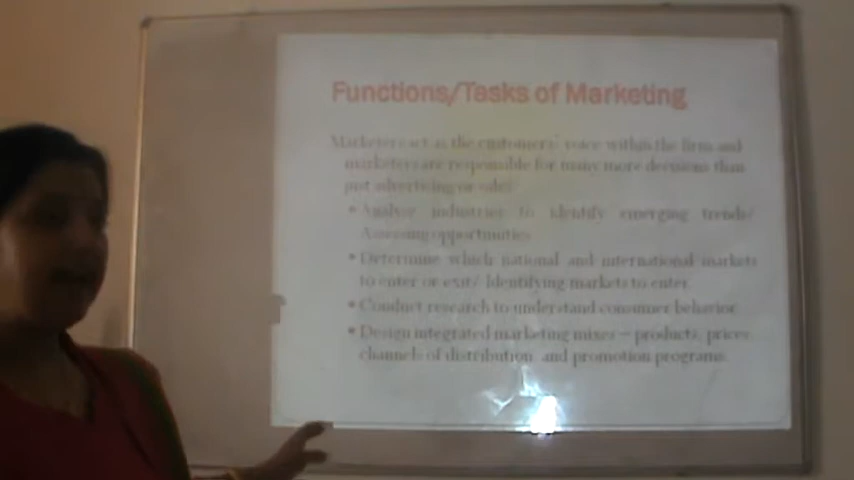 Functions/Tasks of Marketing
Marketers act as the customers' voice within the firm and
marketers are responsible for many more decisions than
just advertising or sales:
• Analyse industries to identify emerging trends/
Assessing opportunities
• Determine which national and international markets
to enter or exit/ Identifying markets to enter
• Conduct research to understand consumer behavior
• Design integrated marketing mixes – products, prices,
channels of distribution, and promotion programs